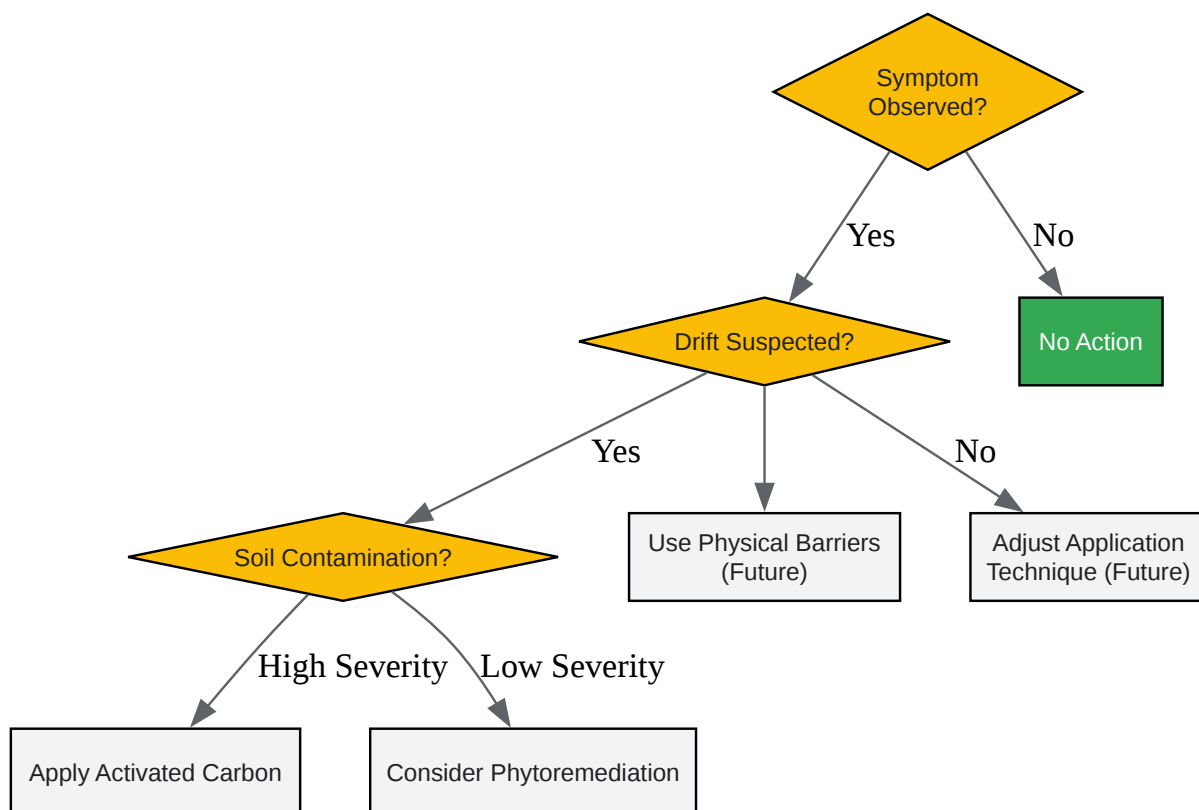 Symptom
Observed?
Yes
No
Drift Suspected?
No Action
Yes
No
Soil Contamination?
Use Physical Barriers
(Future)
Adjust Application
Technique (Future)
High Severity
Low Severity
Apply Activated Carbon
Consider Phytoremediation